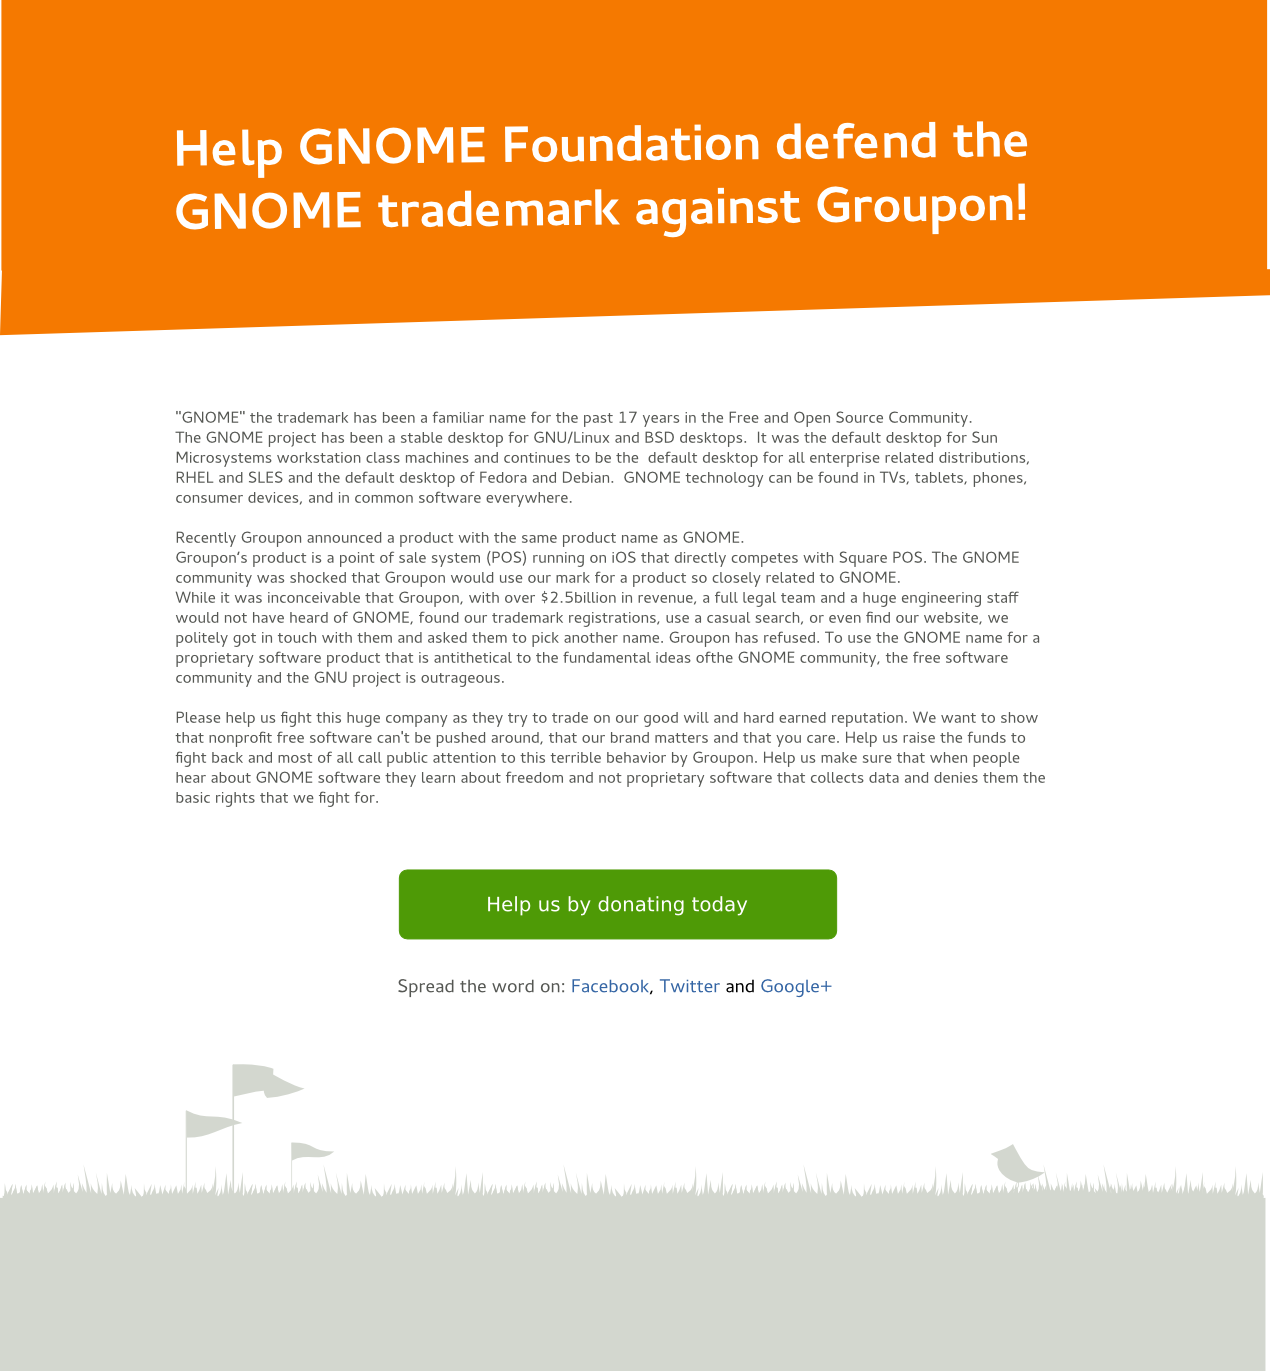 Help GNOME Foundation defend the
GNOME trademark against Groupon!
"GNOME" the trademark has been a familiar name for the past 17 years in the Free and Open Source Community.
The GNOME project has been a stable desktop for GNU/Linux and BSD desktops.  It was the default desktop for Sun
Microsystems workstation class machines and continues to be the  default desktop for all enterprise related distributions,
RHEL and SLES and the default desktop of Fedora and Debian.  GNOME technology can be found in TVs, tablets, phones,
consumer devices, and in common software everywhere.
Recently Groupon announced a product with the same product name as GNOME.
Groupon’s product is a point of sale system (POS) running on iOS that directly competes with Square POS. The GNOME
community was shocked that Groupon would use our mark for a product so closely related to GNOME.
While it was inconceivable that Groupon, with over $2.5billion in revenue, a full legal team and a huge engineering staff
would not have heard of GNOME, found our trademark registrations, use a casual search, or even find our website, we
politely got in touch with them and asked them to pick another name. Groupon has refused. To use the GNOME name for a
proprietary software product that is antithetical to the fundamental ideas ofthe GNOME community, the free software
community and the GNU project is outrageous.
Please help us fight this huge company as they try to trade on our good will and hard earned reputation. We want to show
that nonprofit free software can't be pushed around, that our brand matters and that you care. Help us raise the funds to
fight back and most of all call public attention to this terrible behavior by Groupon. Help us make sure that when people
hear about GNOME software they learn about freedom and not proprietary software that collects data and denies them the
basic rights that we fight for.
Help us by donating today
Spread the word on: Facebook, Twitter and Google+